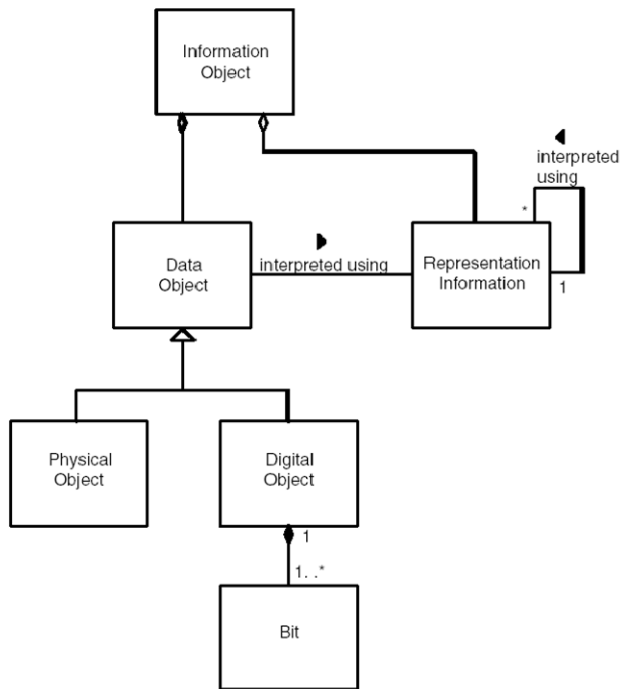 Information
Object
interpreted
using
*
Data
Object
interpreted using
Representation
Information
1
Physical
Object
Digital
Object
1
1. .*
Bit